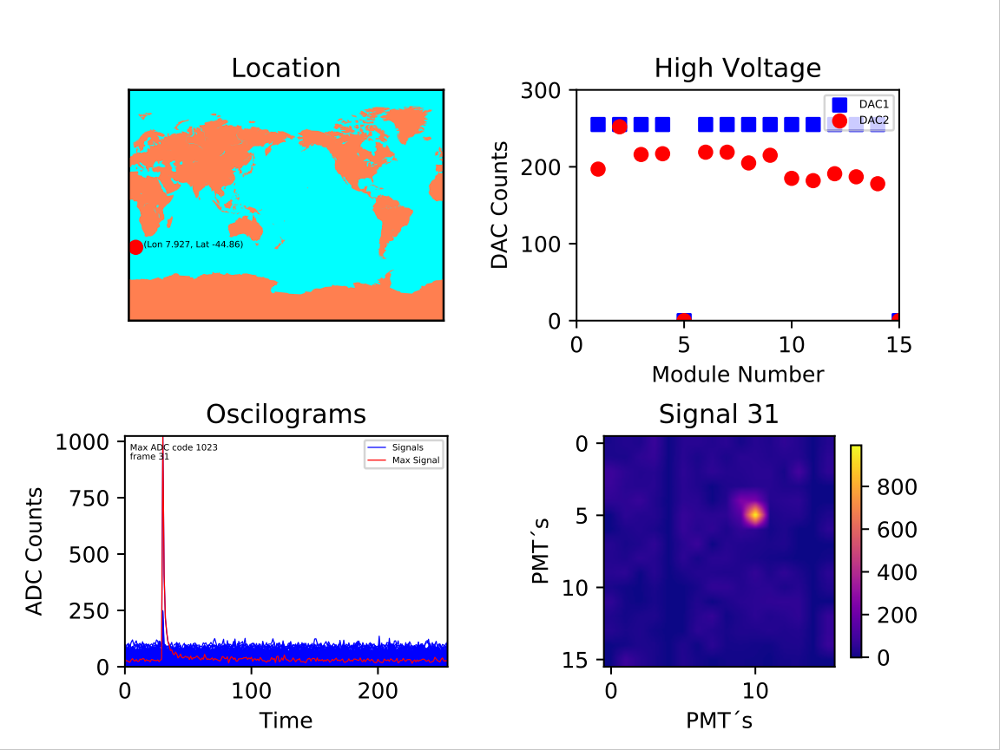 Location
(Lon 7.927, Lat -44.86)
High Voltage
DAC Counts
300
200
100
0
0 5 10 15
Module Number
DAC1
DAC2
Oscilograms
ADC Counts
1000
750
500
250
0
0 100 200
Time
Max ADC code 1023
frame 31
Signals
Max Signal
Signal 31
PMT´s
0
5
10
15
0 10
PMT´s
800
600
400
200
0